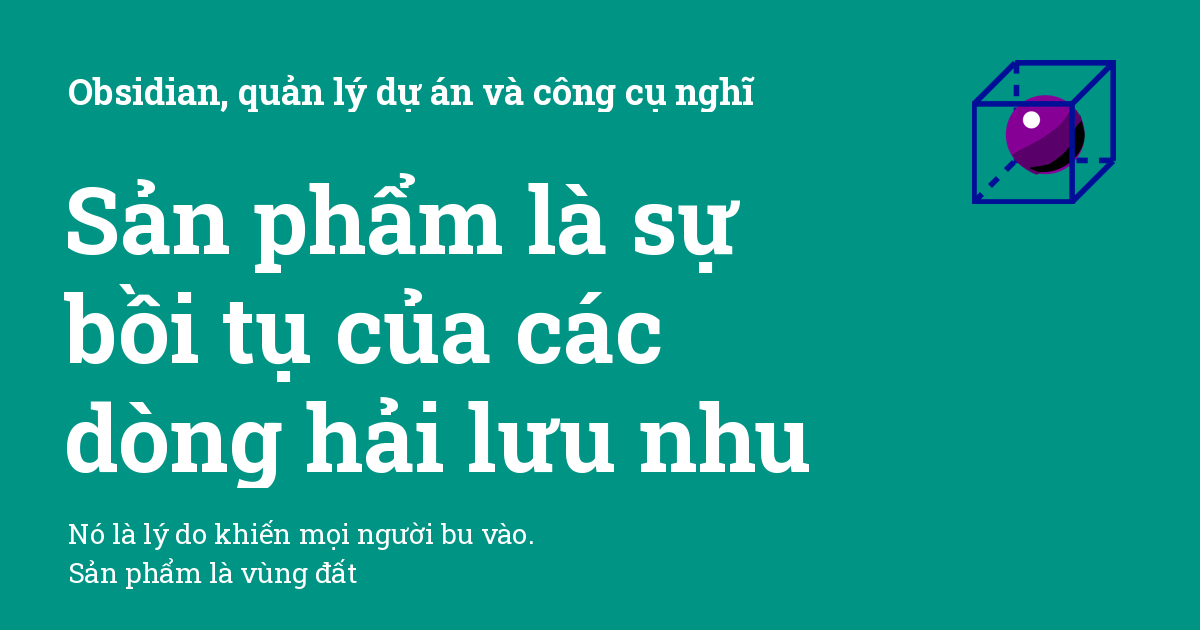 Obsidian, quản lý dự án và công cụ nghĩ
Sản phẩm là sự
bồi tụ của các
dòng hải lưu nhu
Nó là lý do khiến mọi người bu vào.
Sản phẩm là vùng đất